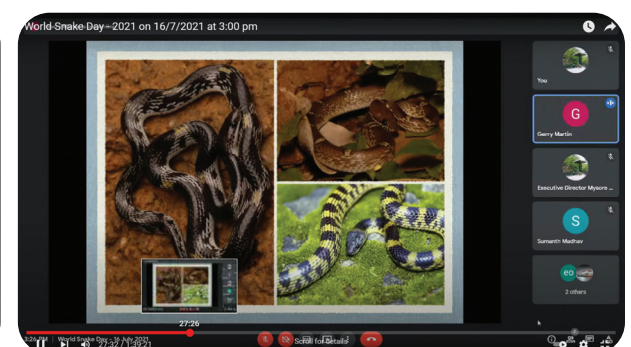 World Snake Day - 2021 on 16/7/2021 at 3:00 pm
You
G
Gerry Martin
Executive Director Mysore ...
S
Sumanth Madhav
eo
2 others
27:26
3:26 PM | World Snake Day - 16 July 2021
27:32 / 1:39:21
Scroll for details